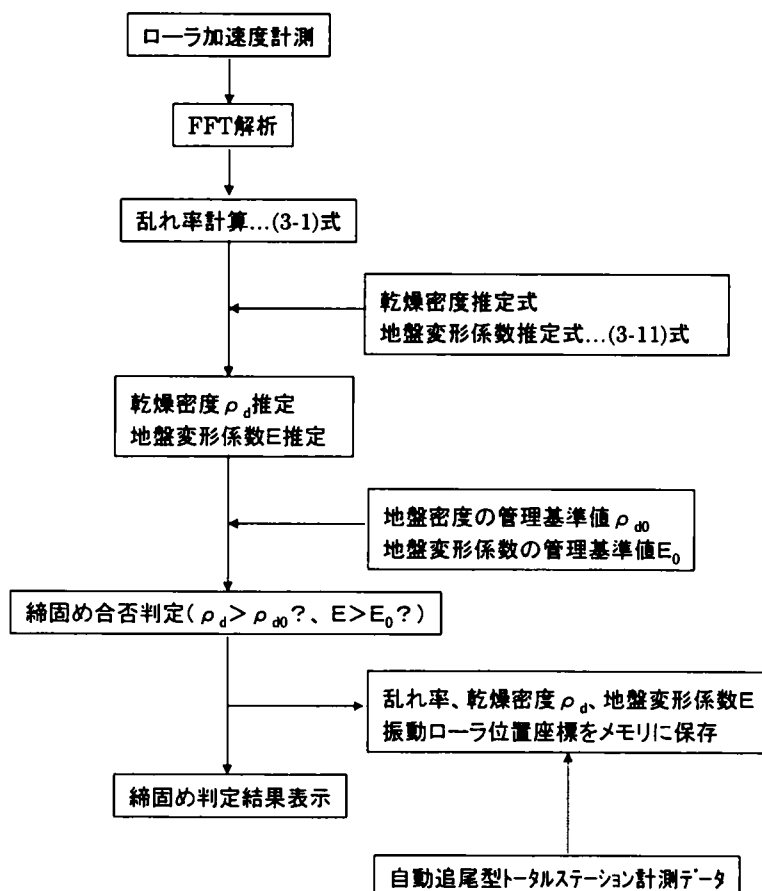 ローラ加速度計測
FFT解析
乱れ率計算…(3-1)式
乾燥密度推定式
地盤変形係数推定式…(3-11)式
乾燥密度ρd推定
地盤変形係数E推定
地盤密度の管理基準値ρd0
地盤変形係数の管理基準値E0
締固め合否判定(ρd>ρd0?、E>E0?)
乱れ率、乾燥密度ρd、地盤変形係数E
振動ローラ位置座標をメモリに保存
締固め判定結果表示
自動追尾型トータルステーション計測データ